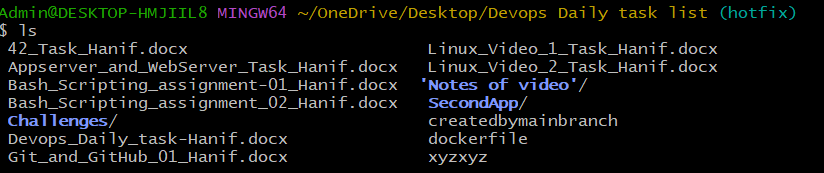 Admin@DESKTOP-HMJIIL8 MINGW64 ~/OneDrive/Desktop/Devops Daily task list (hotfix)
$ ls
42_Task_Hanif.docx Linux_Video_1_Task_Hanif.docx
Appserver_and_WebServer_Task_Hanif.docx Linux_Video_2_Task_Hanif.docx
Bash_Scripting_assignment-01_Hanif.docx 'Notes of video'/
Bash_Scripting_assignment_02_Hanif.docx SecondApp/
Challenges/ createdbymainbranch
Devops_Daily_task-Hanif.docx dockerfile
Git_and_GitHub_01_Hanif.docx xyzxyz